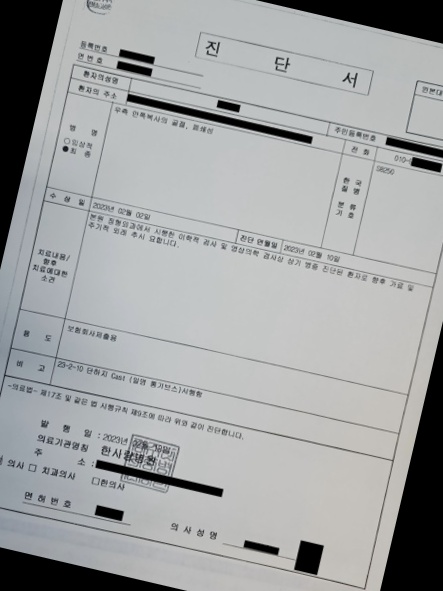 진 단 서
등록번호
연 번 호
원본대
환자의성명
주민등록번호
환자의 주소
전 화
010-
병 명
○임상적
●최 종
우측 안쪽복사의 골절, 폐쇄성
한 국
질 병
분 류
기 호
S8250
수 상 일
2023년 02월 02일
진단 연월일
2023년 02월 10일
치료내용/
향후
치료에대한
소견
본원 정형외과에서 시행한 이학적 검사 및 영상의학 검사상 상기 병증 진단된 환자로 향후 가료 및
주기적 외래 추시 요합니다.
용 도
보험회사제출용
비 고
23-2-10 단하지 Cast (일명 통기브스)시행함
-의료법- 제17조 및 같은 법 시행규칙 제9조에 따라 위와 같이 진단합니다.
발 행 일 : 2023년
의료기관명칭
주 소 :
의사 □ 치과의사 □한의사
면 허 번 호
의 사 성 명